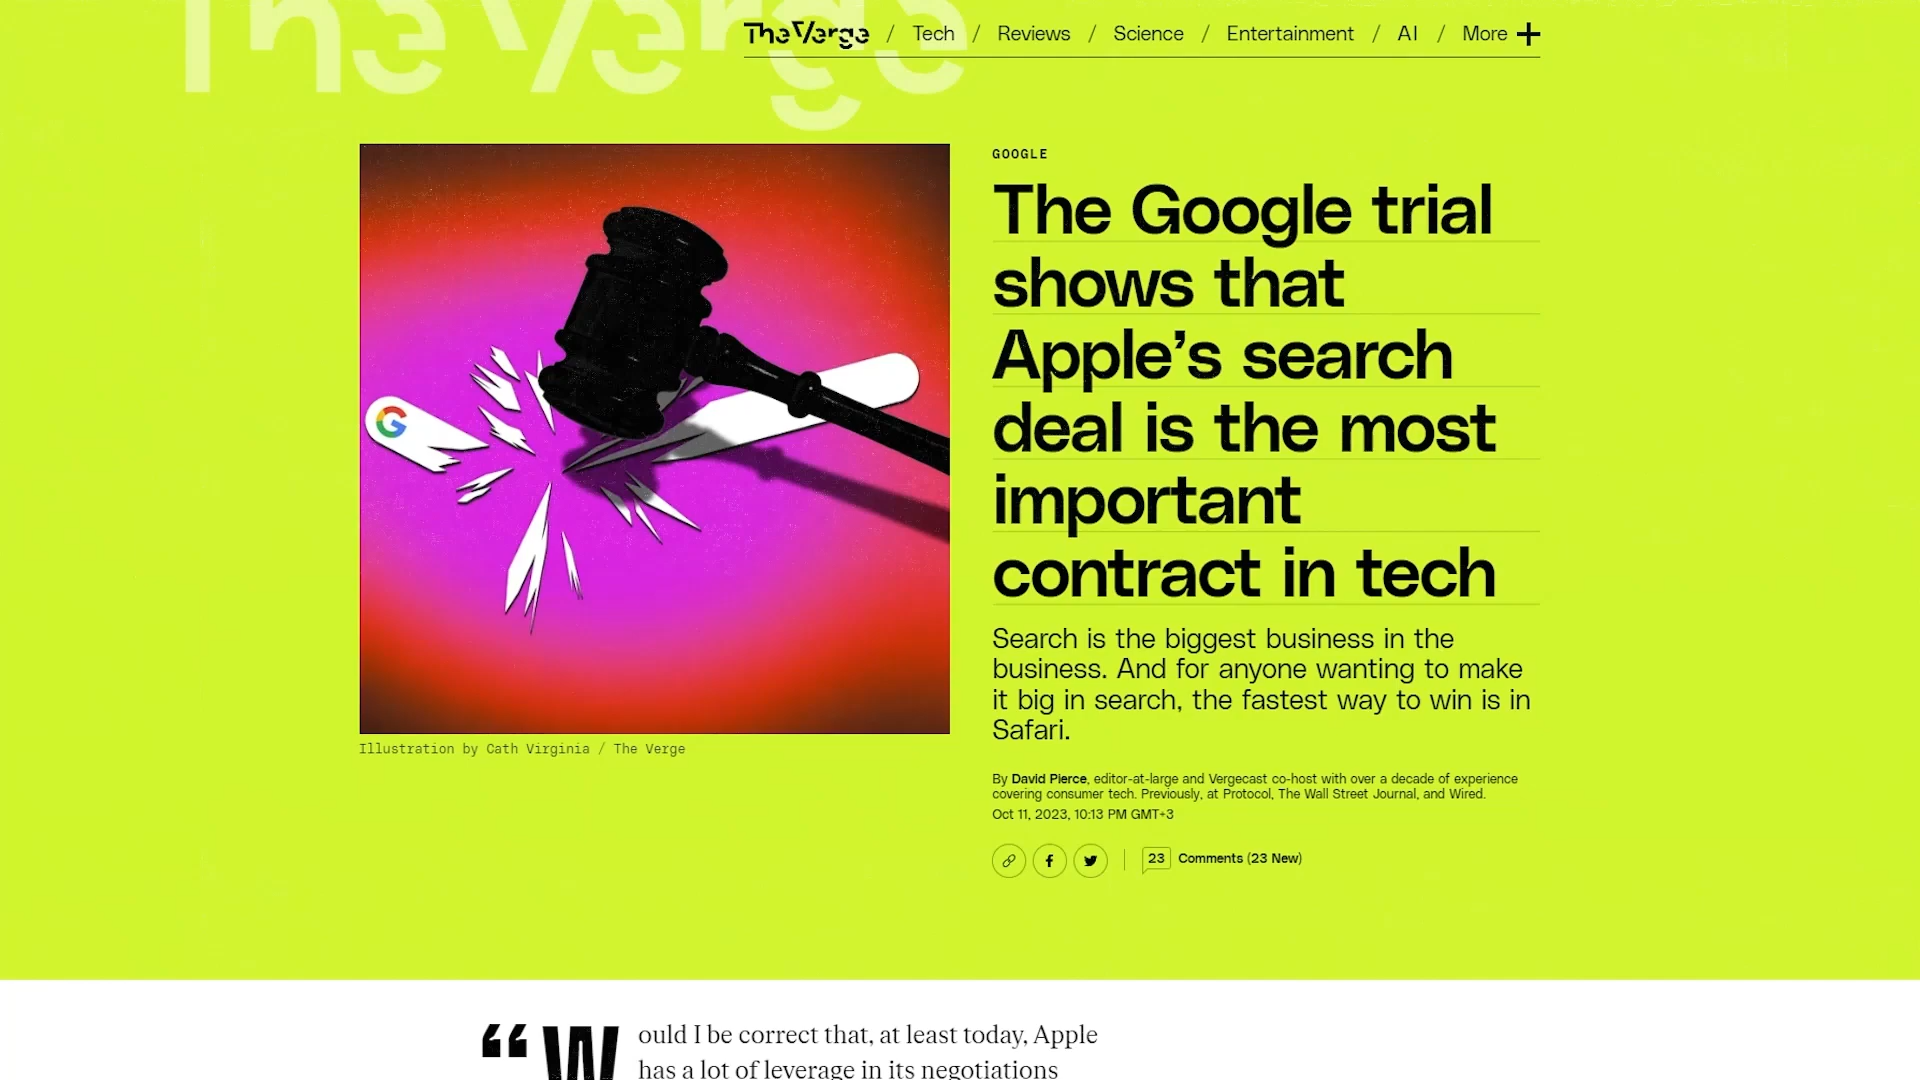 The Verge
The Verge / Tech / Reviews / Science / Entertainment / AI / More
GOOGLE
The Google trial
shows that
Apple’s search
deal is the most
important
contract in tech
Search is the biggest business in the
business. And for anyone wanting to make
it big in search, the fastest way to win is in
Safari.
By David Pierce, editor-at-large and Vergecast co-host with over a decade of experience
covering consumer tech. Previously, at Protocol, The Wall Street Journal, and Wired.
Oct 11, 2023, 10:13 PM GMT+3
23 Comments (23 New)
G
Illustration by Cath Virginia / The Verge
“Would I be correct that, at least today, Apple
has a lot of leverage in its negotiations